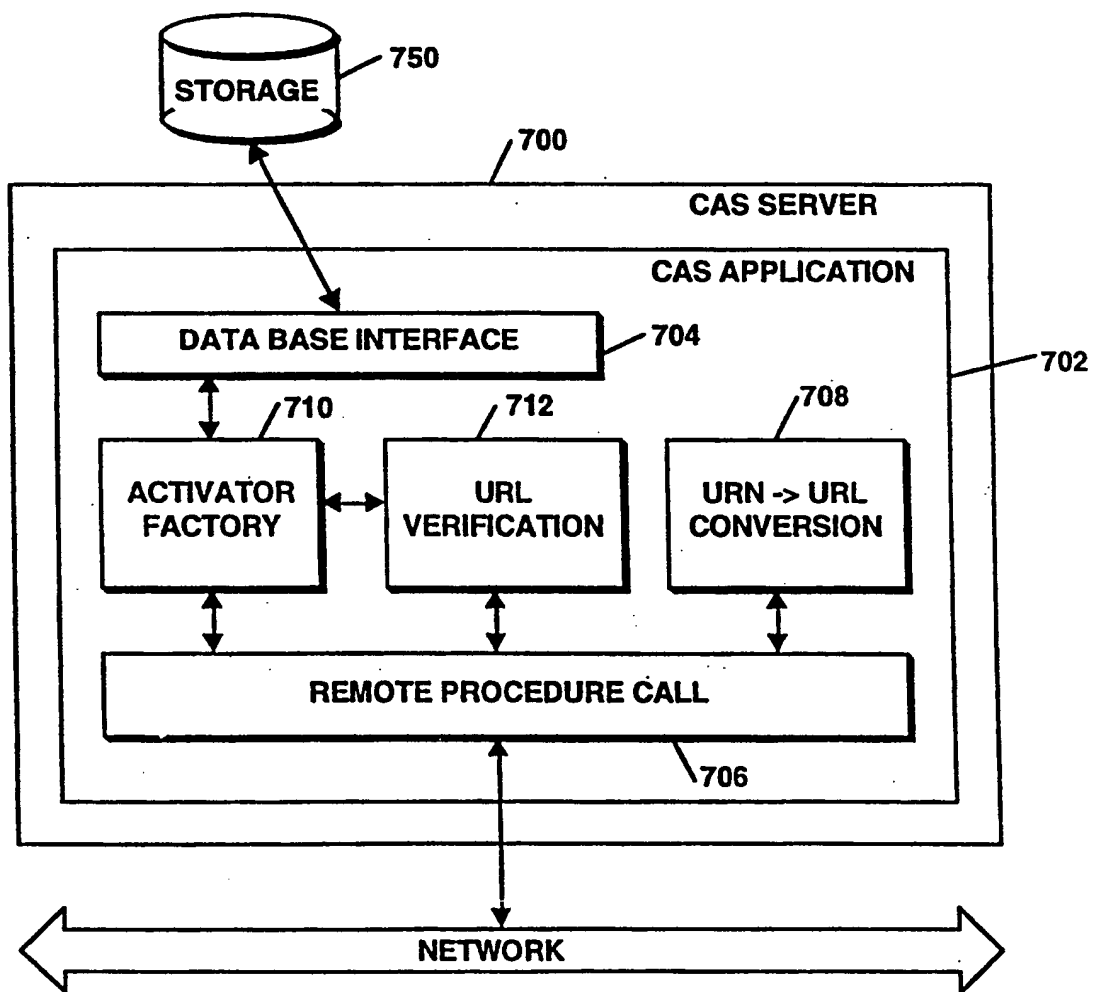 STORAGE
750
700
CAS SERVER
CAS APPLICATION
DATA BASE INTERFACE
704
702
710
712
708
ACTIVATOR
FACTORY
URL
VERIFICATION
URN -> URL
CONVERSION
REMOTE PROCEDURE CALL
706
NETWORK